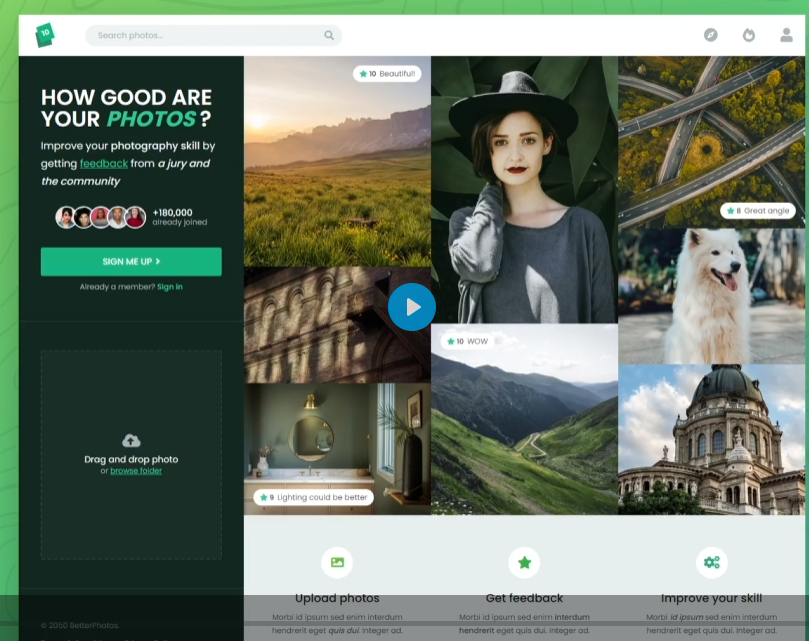 10
Search photos...
HOW GOOD ARE
YOUR PHOTOS ?
Improve your photography skill by
getting feedback from a jury and
the community
+180,000
already joined
SIGN ME UP >
Already a member? Sign in
Drag and drop photo
or browse folder
© 2050 BetterPhotos.
10 Beautiful!
8 Great angle
10 WOW
9 Lighting could be better
Upload photos
Morbi id ipsum sed enim interdum
hendrerit eget quis dui. Integer ad.
Get feedback
Morbi id ipsum sed enim interdum
hendrerit eget quis dui. Integer ad.
Improve your skill
Morbi id ipsum sed enim interdum
hendrerit eget quis dui. Integer ad.